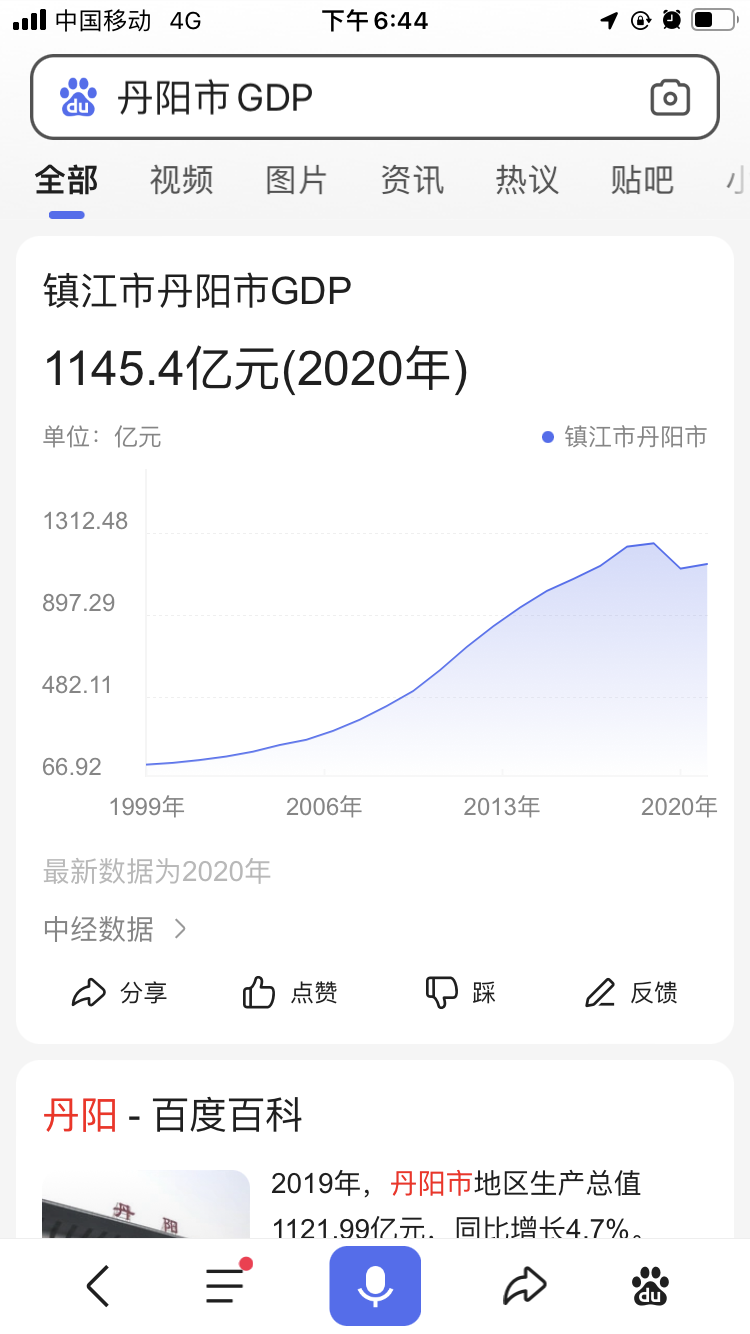 中国移动 4G 下午6:44
du 丹阳市 GDP
全部 视频 图片 资讯 热议 贴吧
镇江市丹阳市GDP
1145.4亿元(2020年)
单位：亿元 镇江市丹阳市
1312.48
897.29
482.11
66.92
1999年 2006年 2013年 2020年
最新数据为2020年
中经数据
分享 点赞 踩 反馈
丹阳 - 百度百科
丹 阳
2019年，丹阳市地区生产总值
1121.99亿元，同比增长4.7%。
du